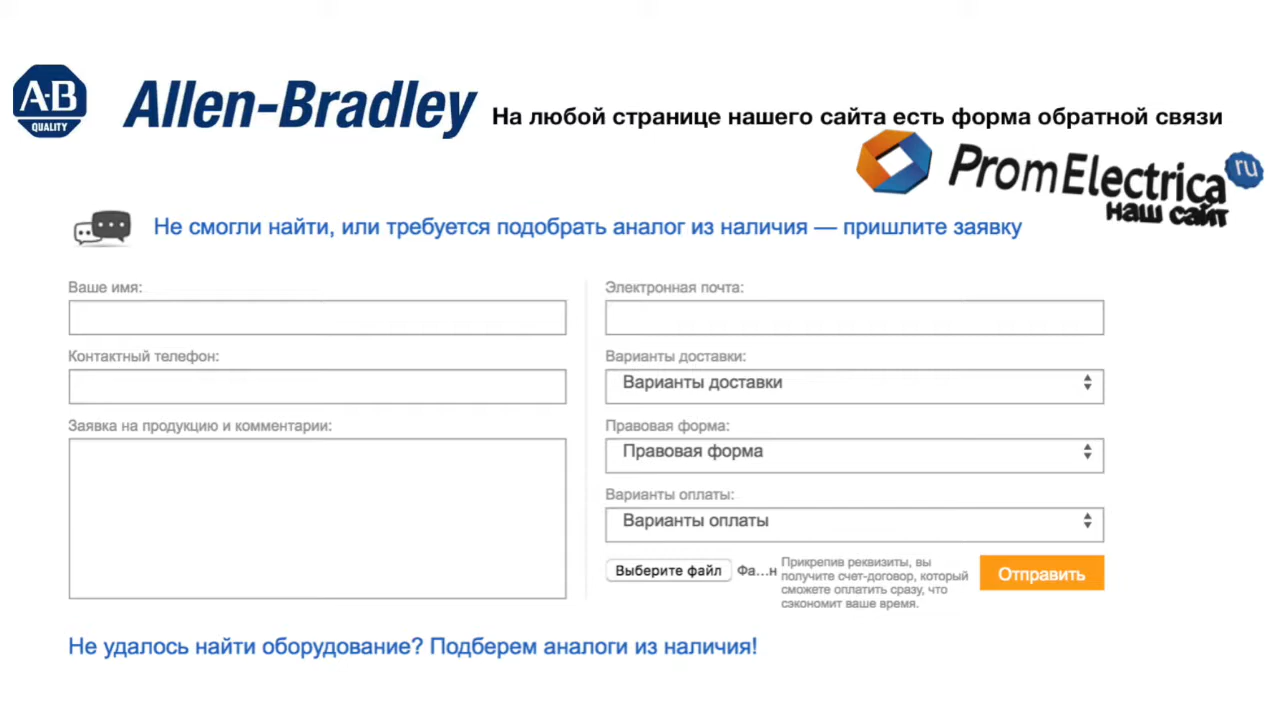 A-B
QUALITY
Allen-Bradley
На любой странице нашего сайта есть форма обратной связи
PromElectrica ru
наш сайт
Не смогли найти, или требуется подобрать аналог из наличия — пришлите заявку
Ваше имя:
Электронная почта:
Контактный телефон:
Варианты доставки:
Варианты доставки
Заявка на продукцию и комментарии:
Правовая форма:
Правовая форма
Варианты оплаты:
Варианты оплаты
Выберите файл Фа...н
Прикрепив реквизиты, вы
получите счет-договор, который
сможете оплатить сразу, что
сэкономит ваше время.
Отправить
Не удалось найти оборудование? Подберем аналоги из наличия!